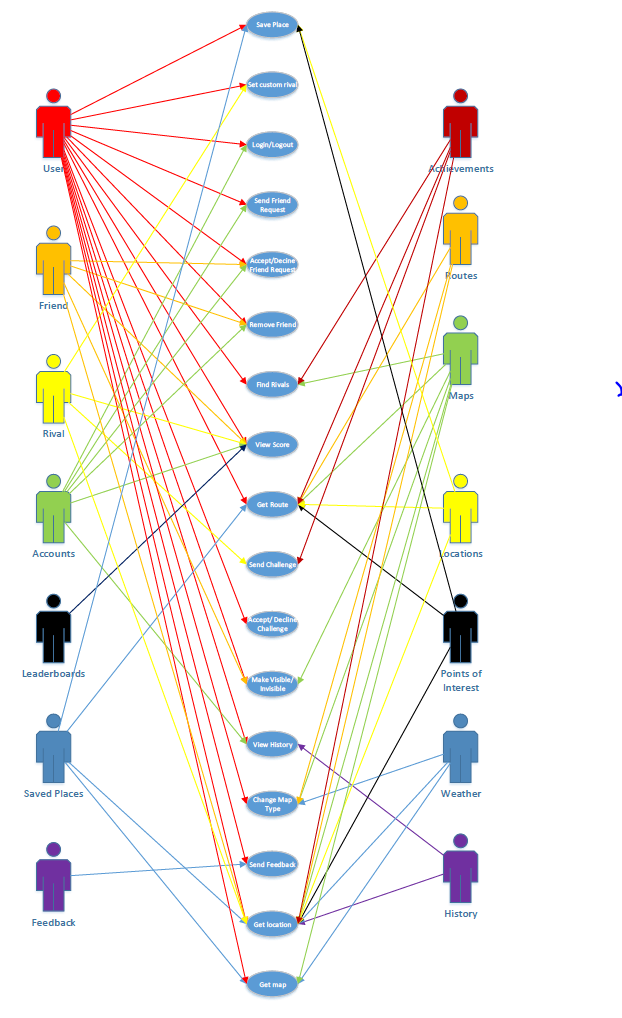 Save Place
Set custom rival
Login/Logout
Send Friend
Request
Accept/Decline
Friend Request
Remove Friend
Find Rivals
View Score
Get Route
Send Challenge
Accept/ Decline
Challenge
Make Visible/
Invisible
View History
Change Map
Type
Send Feedback
Get location
Get map
User
Friend
Rival
Accounts
Leaderboards
Saved Places
Feedback
Achievements
Routes
Maps
Locations
Points of
Interest
Weather
History